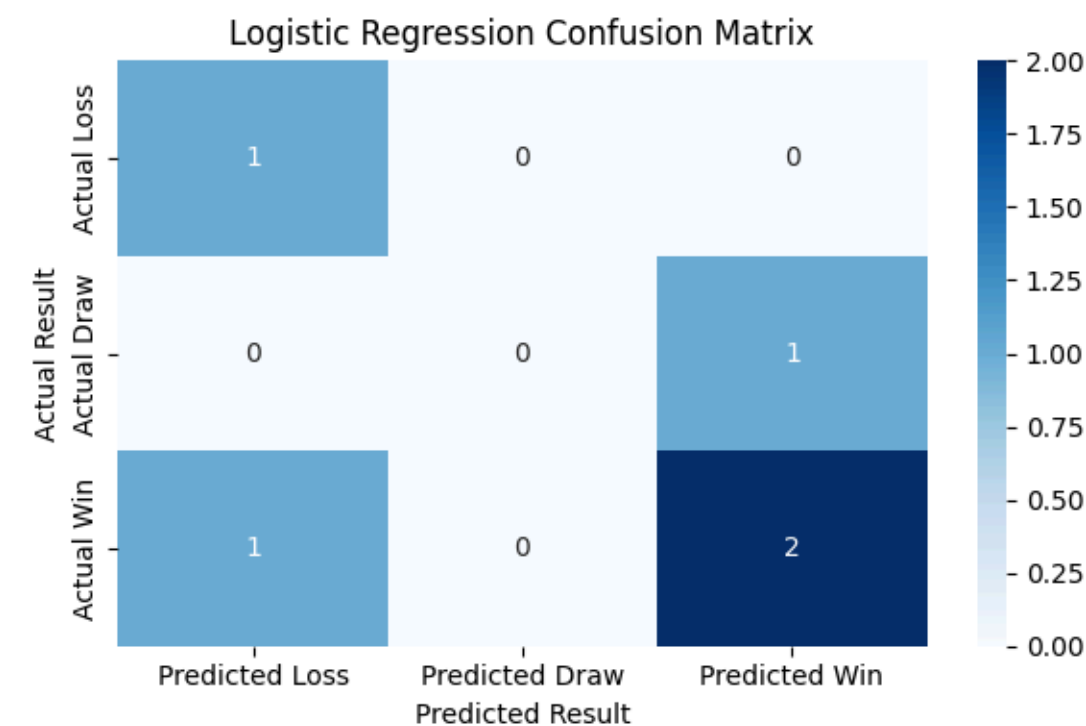 Logistic Regression Confusion Matrix
Actual Result
Actual Loss
1 0 0
Actual Draw
0 0 1
Actual Win
1 0 2
Predicted Loss Predicted Draw Predicted Win
Predicted Result
2.00
1.75
1.50
1.25
1.00
0.75
0.50
0.25
0.00